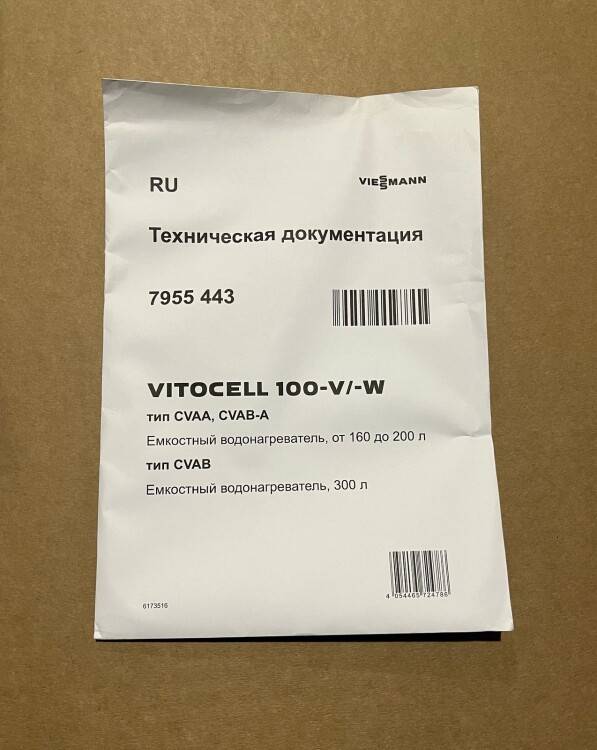 RU
VIESSMANN
Техническая документация
7955 443
VITOCELL 100-V/-W
тип CVAA, CVAB-A
Емкостный водонагреватель, от 160 до 200 л
тип CVAB
Емкостный водонагреватель, 300 л
4 054465 724786
6173516